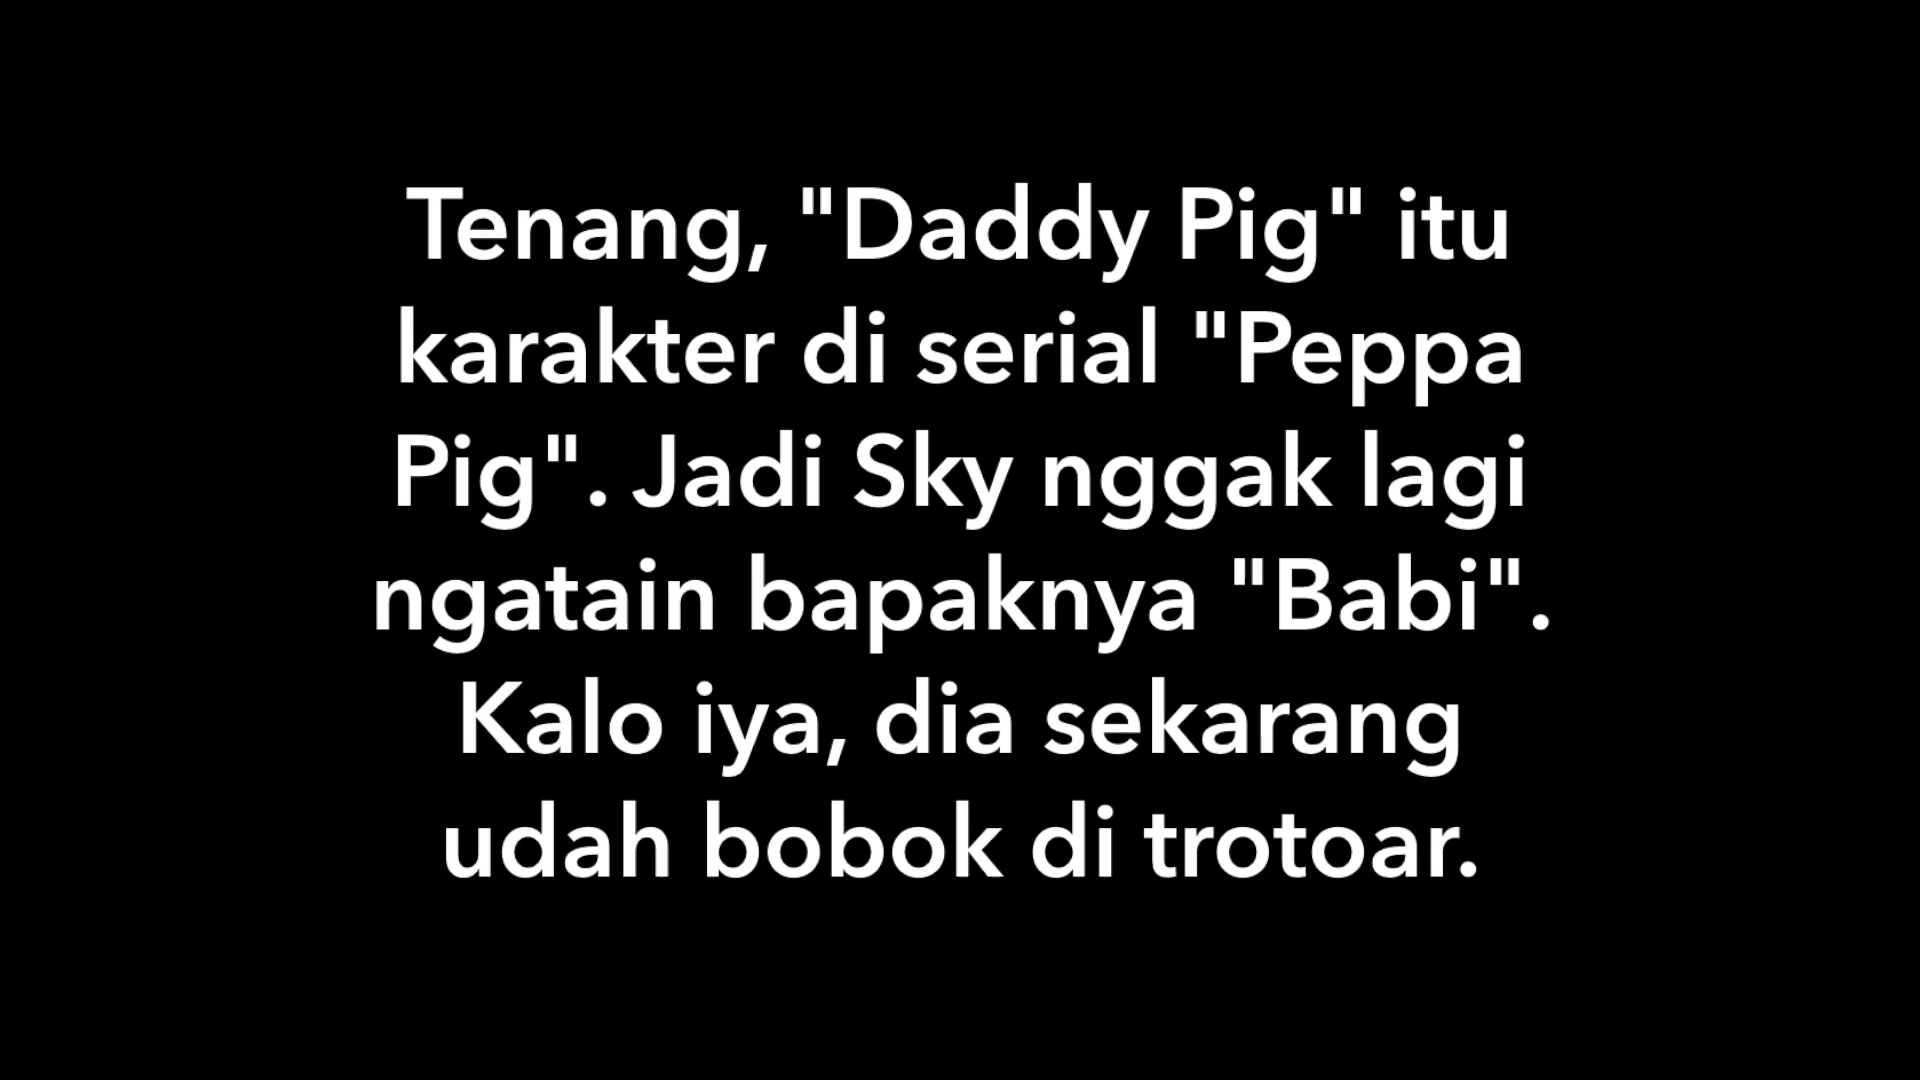 Tenang, "Daddy Pig" itu
karakter di serial "Peppa
Pig". Jadi Sky nggak lagi
ngatain bapaknya "Babi".
Kalo iya, dia sekarang
udah bobok di trotoar.